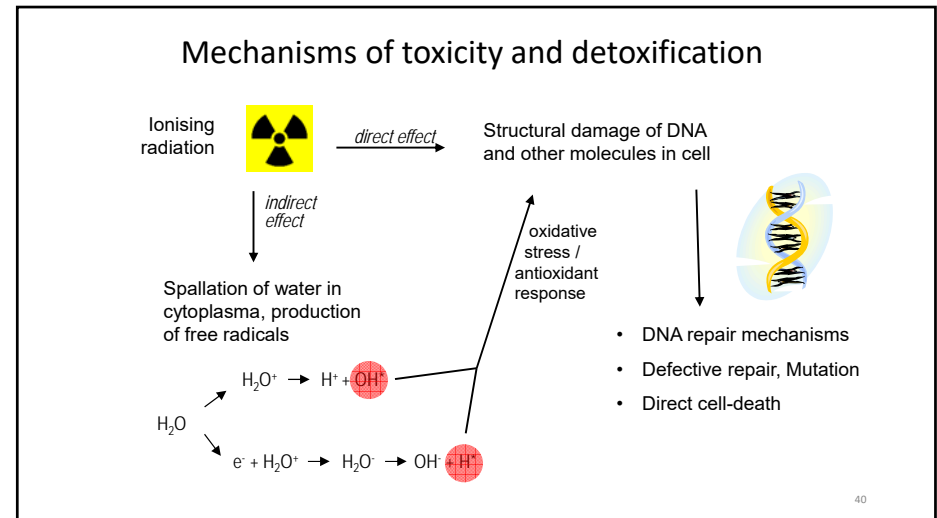 Mechanisms of toxicity and detoxification
Ionising
radiation
direct effect
Structural damage of DNA
and other molecules in cell
indirect
effect
oxidative
stress /
antioxidant
response
Spallation of water in
cytoplasma, production
of free radicals
• DNA repair mechanisms
• Defective repair, Mutation
• Direct cell-death
H₂O⁺ → H⁺ + OH*
H₂O
e⁻ + H₂O⁺ → H₂O⁻ → OH⁻ + H*
40